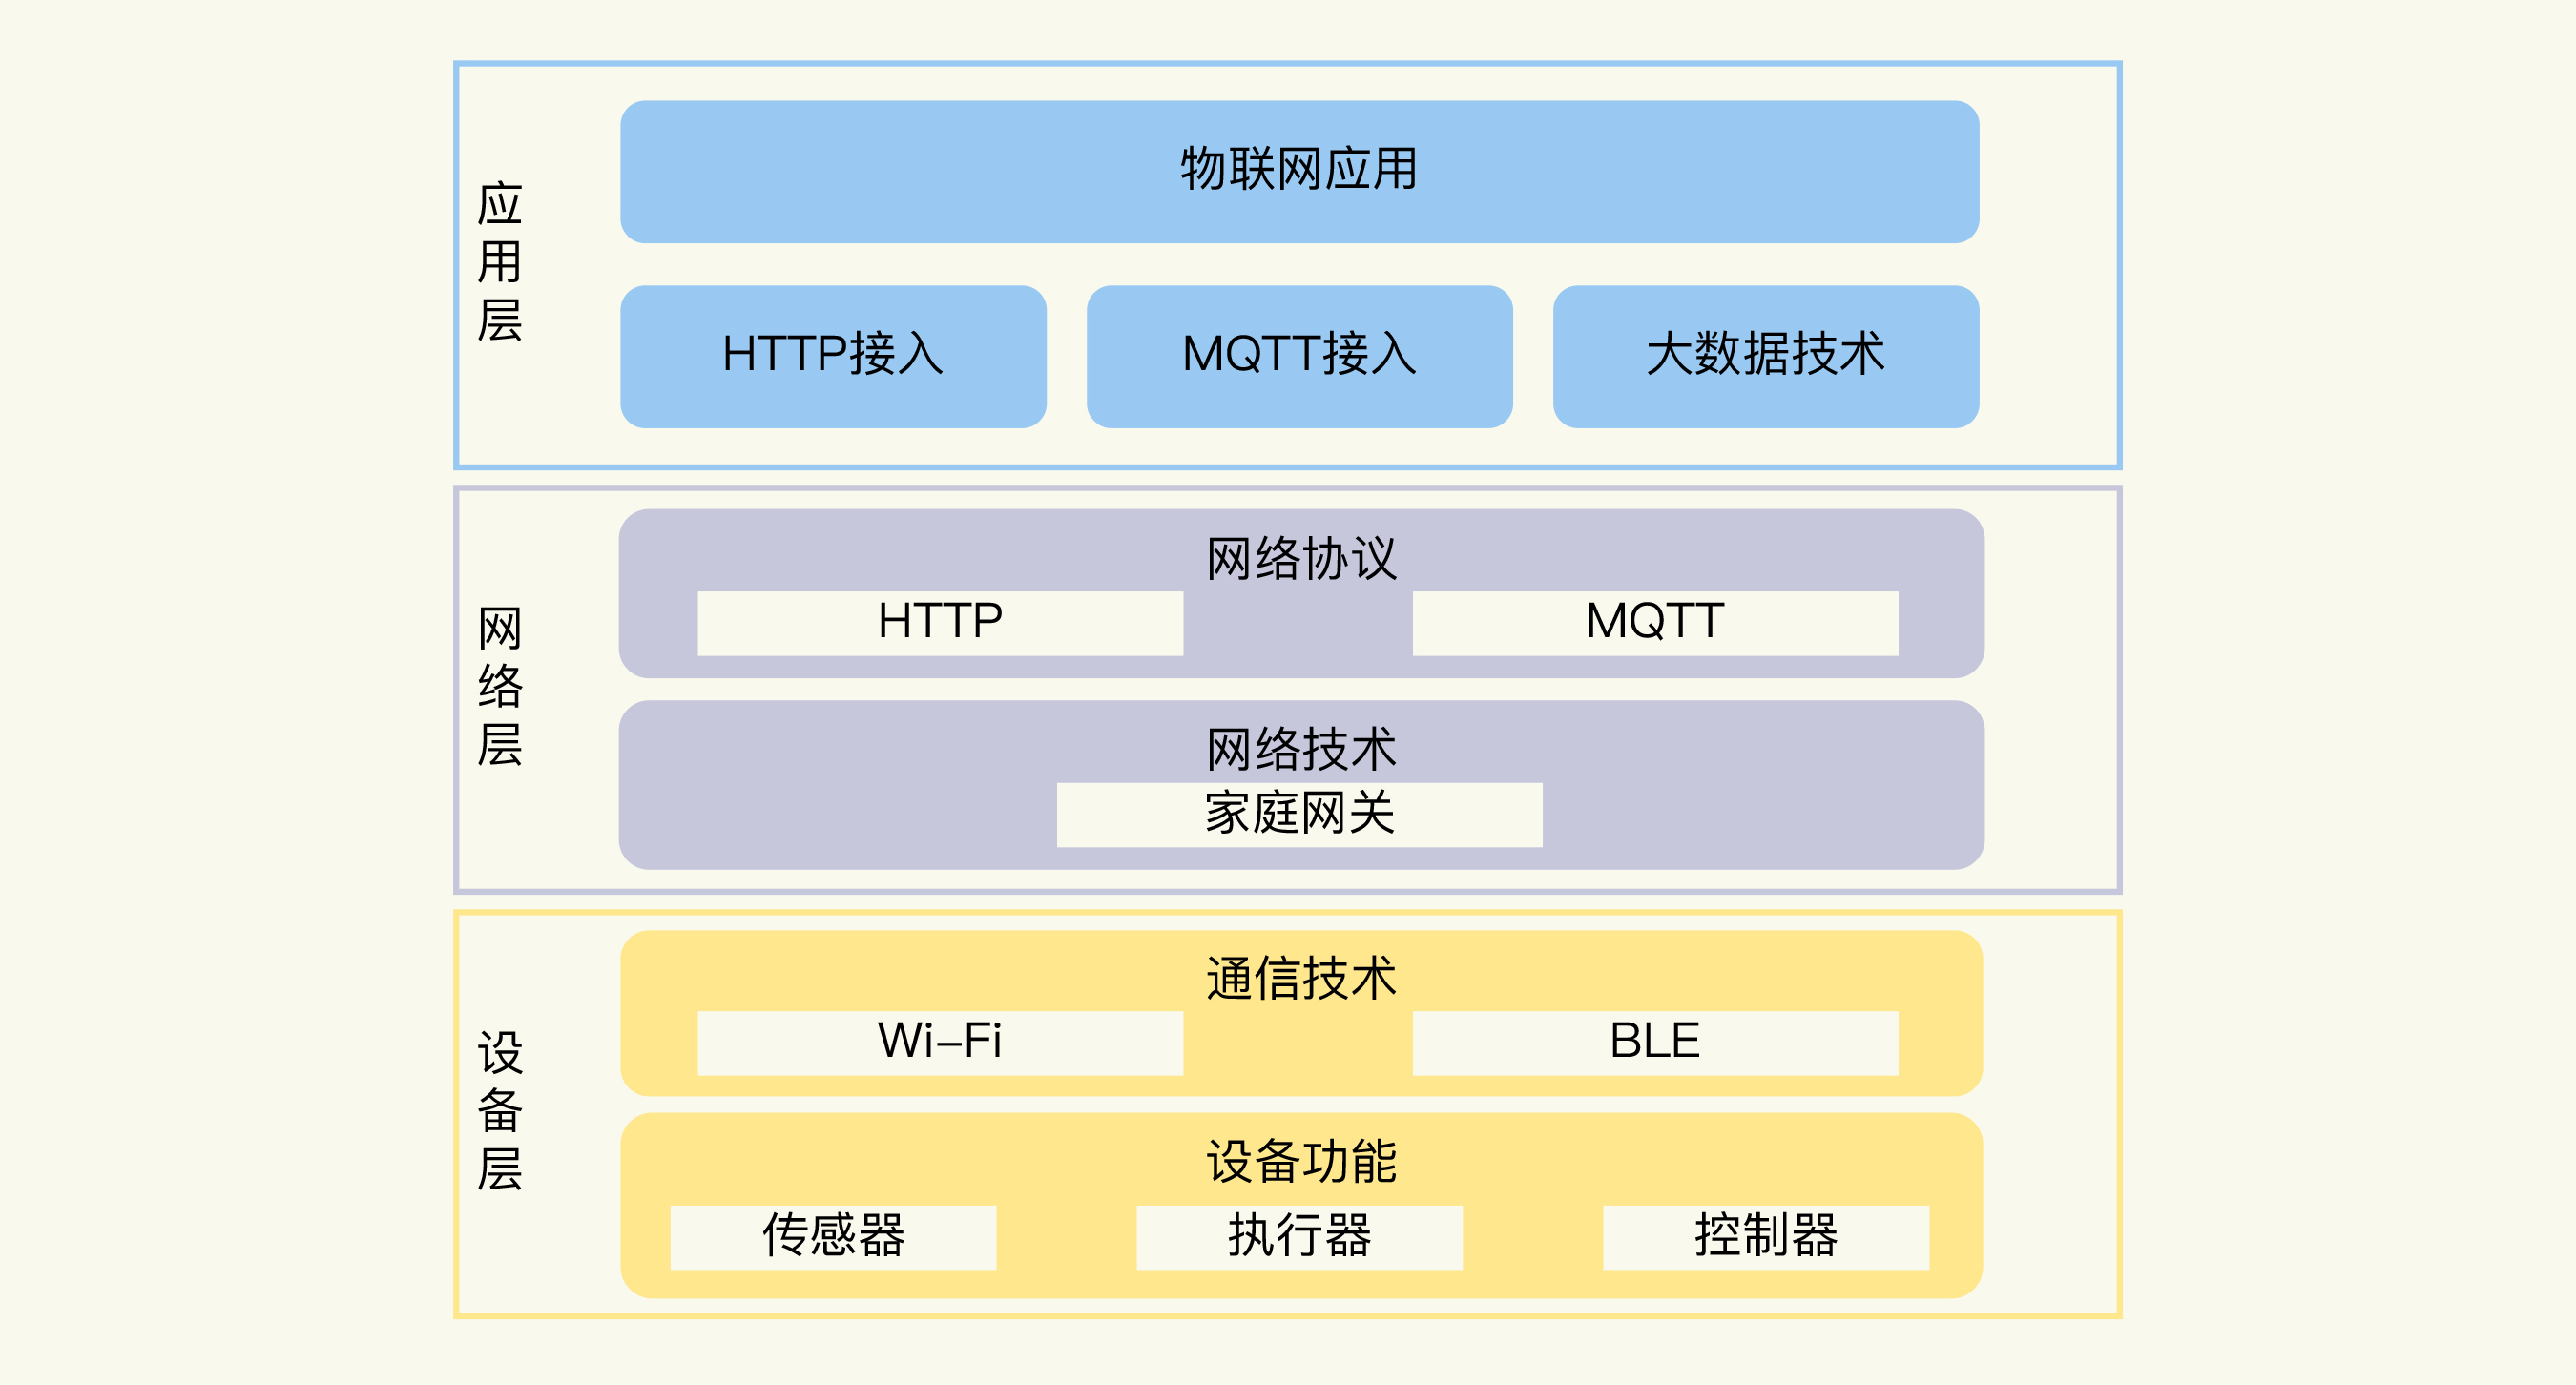 应用层
物联网应用
HTTP接入
MQTT接入
大数据技术
网络层
网络协议
HTTP
MQTT
网络技术
家庭网关
设备层
通信技术
Wi-Fi
BLE
设备功能
传感器
执行器
控制器